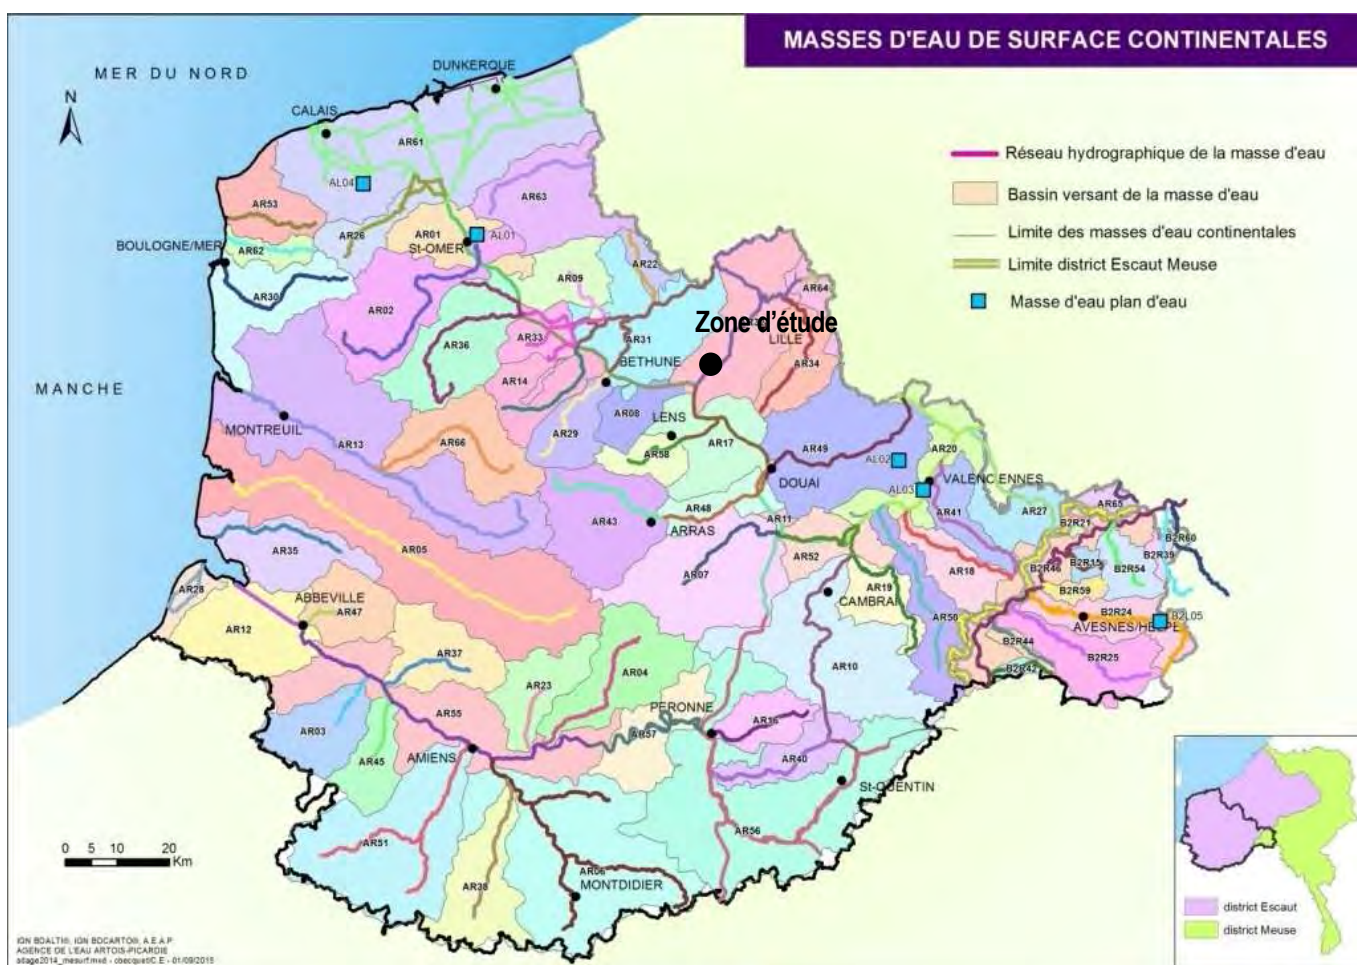 MASSES D'EAU DE SURFACE CONTINENTALES
MER DU NORD
DUNKERQUE
N
CALAIS
AR61
Réseau hydrographique de la masse d'eau
AL04
AR63
Bassin versant de la masse d'eau
AR53
AR26
AR01
AL01
Limite des masses d'eau continentales
BOULOGNE/MER
AR62
St-OMER
Limite district Escaut Meuse
AR22
AR09
AR64
AR30
AR02
Masse d'eau plan d'eau
Zone d'étude
AR33
AR31
LILLE
AR36
BETHUNE
AR34
AR14
MANCHE
AR08
LENS
MONTREUIL
AR13
AR66
AR29
AR58
AR17
AR49
AR20
AL02
DOUAI
VALENCIENNES
AL03
AR48
AR43
ARRAS
AR11
AR41
AR27
AR65
B2R21
B2R60
B2R39
AR05
AR35
AR52
AR07
AR18
B2R46
B2R15
B2R54
AR28
AR19
B2R59
CAMBRAI
ABBEVILLE
AR47
AR50
B2R24
B2L05
AVESNES/HELPE
AR12
B2R44
AR37
B2R25
AR10
B2R42
AR04
AR23
PERONNE
AR55
AR16
AR03
AR57
AMIENS
AR45
AR40
St-QUENTIN
AR56
AR51
0 5 10 20
Km
AR06
AR38
MONTDIDIER
district Escaut
district Meuse
IGN BDALTI®, IGN BDCARTO®, A.E.A.P
AGENCE DE L'EAU ARTOIS-PICARDIE